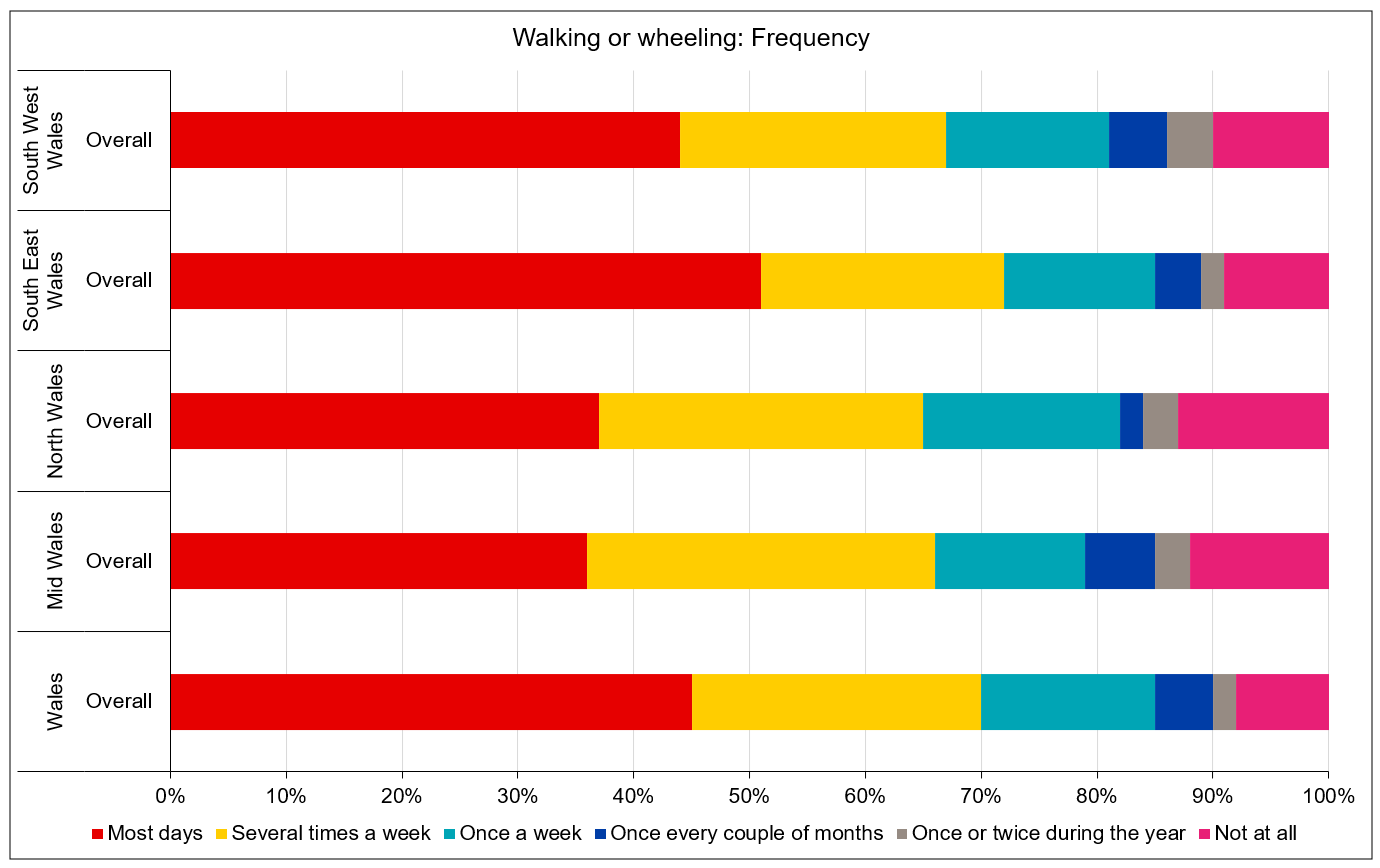 Walking or wheeling: Frequency
South West
Wales
Overall
South East
Wales
Overall
North Wales
Overall
Mid Wales
Overall
Wales
Overall
0% 10% 20% 30% 40% 50% 60% 70% 80% 90% 100%
Most days Several times a week Once a week Once every couple of months Once or twice during the year Not at all